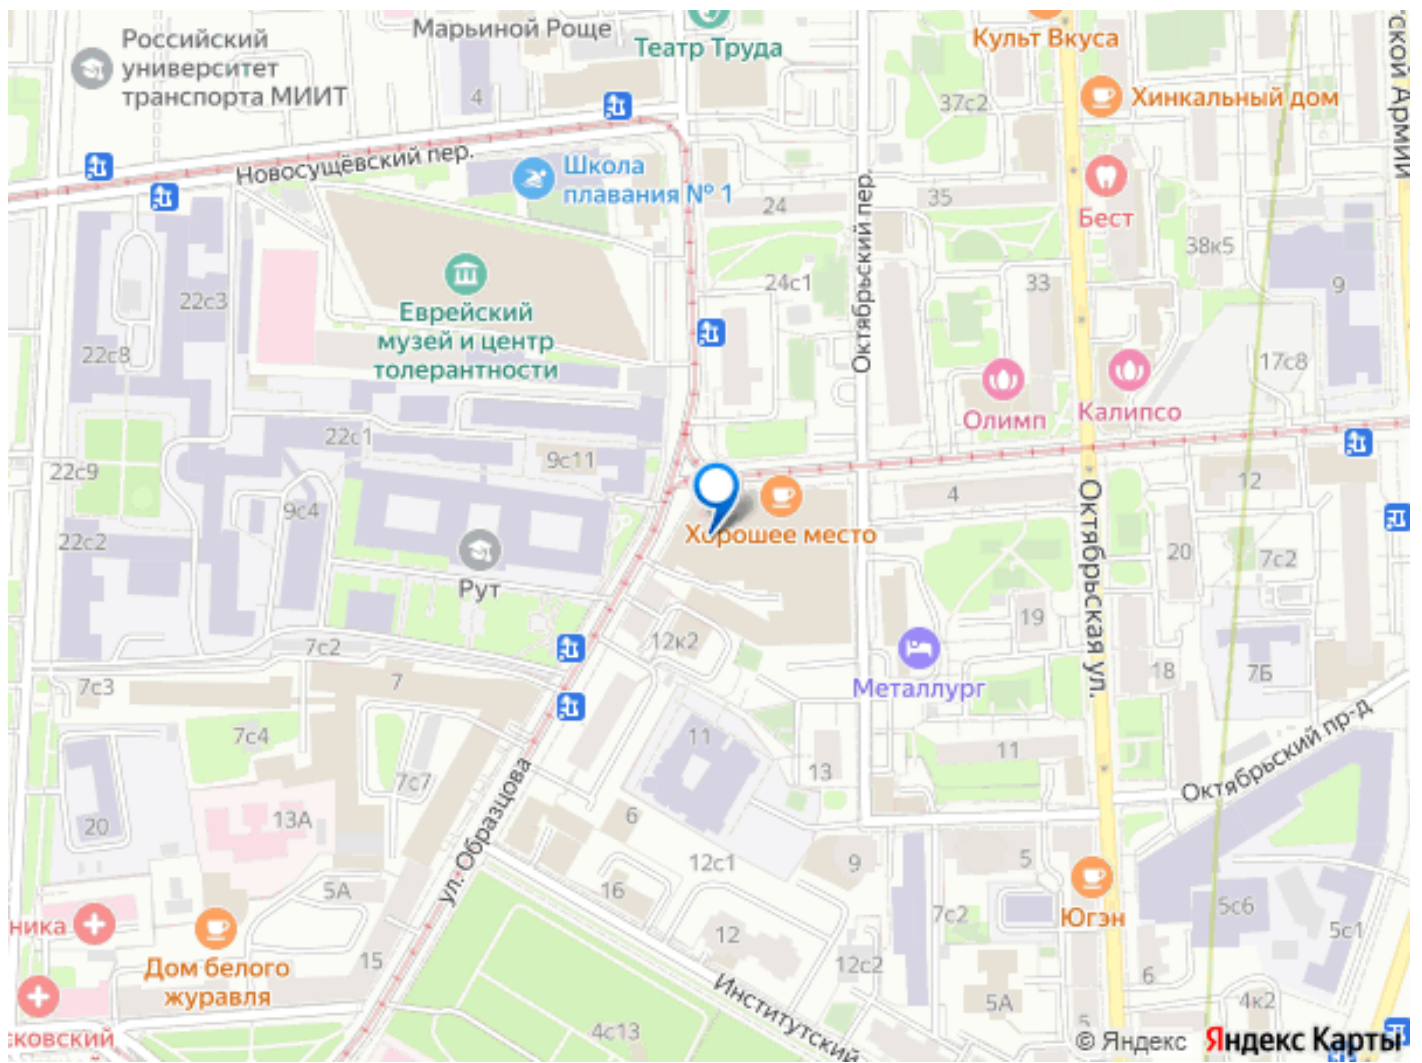 Марьиной Роще
Театр Труда
Культ Вкуса
ской Армии
Российский
университет
транспорта МИИТ
4
37с2
Хинкальный дом
Новосущёвский пер.
Школа
плавания № 1
24
35
Бест
Октябрьский пер.
38к5
9
22с3
Еврейский
музей и центр
толерантности
24с1
33
22с8
17с8
Олимп
Калипсо
22с1
9с11
22с9
9с4
22с2
4
12
Хорошее место
Октябрьская ул.
20
7с2
Рут
19
12к2
7с2
7с3
7
Металлург
18
7Б
7с4
11
11
13
7с7
Октябрьский пр-д
20
13А
ул. Образцова
6
12с1
9
5
5А
16
7с2
Югэн
5с6
5с1
ника
Дом белого
журавля
15
12
12с2
6
5А
4к2
Институтский
4с13
5
сковский
© Яндекс Яндекс Карты